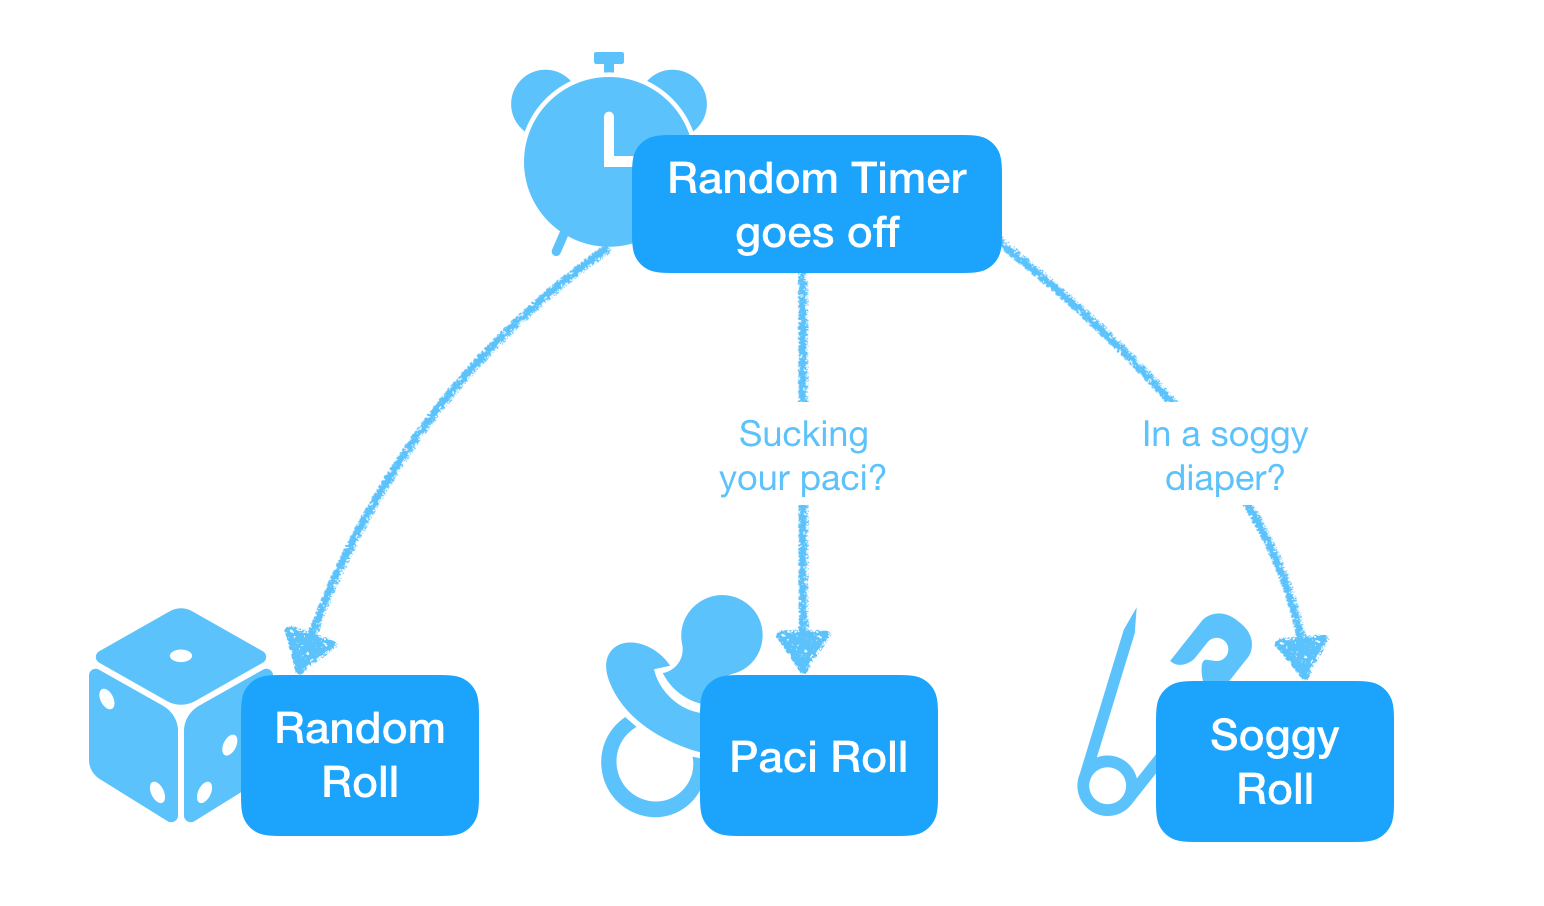 Random Timer
goes off
Sucking
your paci?
In a soggy
diaper?
Random
Roll
Paci Roll
Soggy
Roll